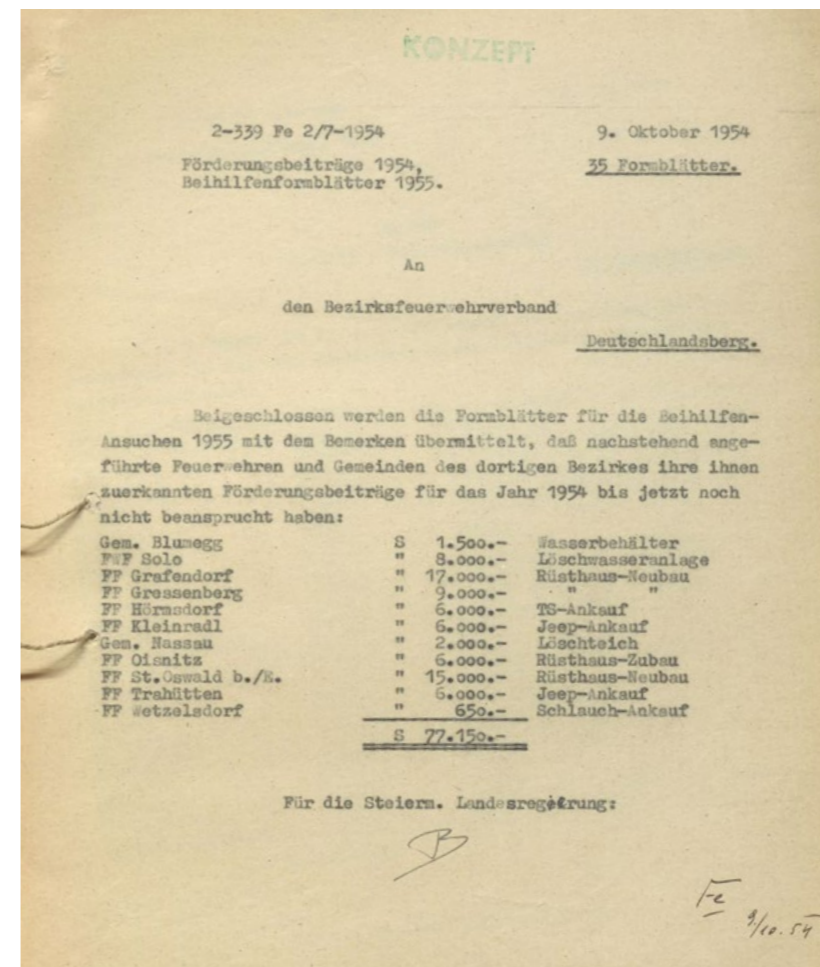 KONZEPT
2-339 Fe 2/7-1954 9. Oktober 1954
Förderungsbeiträge 1954, 35 Formblätter.
Beihilfenformblätter 1955.
An
den Bezirksfeuerwehrverband
Deutschlandsberg.
Beigeschlossen werden die Formblätter für die Beihilfen-
Ansuchen 1955 mit dem Bemerken übermittelt, daß nachstehend ange-
führte Feuerwehren und Gemeinden des dortigen Bezirkes ihre ihnen
zuerkannten Förderungsbeiträge für das Jahr 1954 bis jetzt noch
nicht beansprucht haben:
Gem. Blumegg S 1.500.- Wasserbehälter
FWF Solo " 8.000.- Löschwasseranlage
FF Grafendorf " 17.000.- Rüsthaus-Neubau
FF Gressenberg " 9.000.- " "
FF Hörmsdorf " 6.000.- TS-Ankauf
FF Kleinradl " 6.000.- Jeep-Ankauf
Gem. Nassau " 2.000.- Löschteich
FF Oisnitz " 6.000.- Rüsthaus-Zubau
FF St.Oswald b./E. " 15.000.- Rüsthaus-Neubau
FF Trahütten " 6.000.- Jeep-Ankauf
FF Wetzelsdorf " 650.- Schlauch-Ankauf
S 77.150.-
Für die Steierm. Landesregierung:
B
Fe
9/10.54